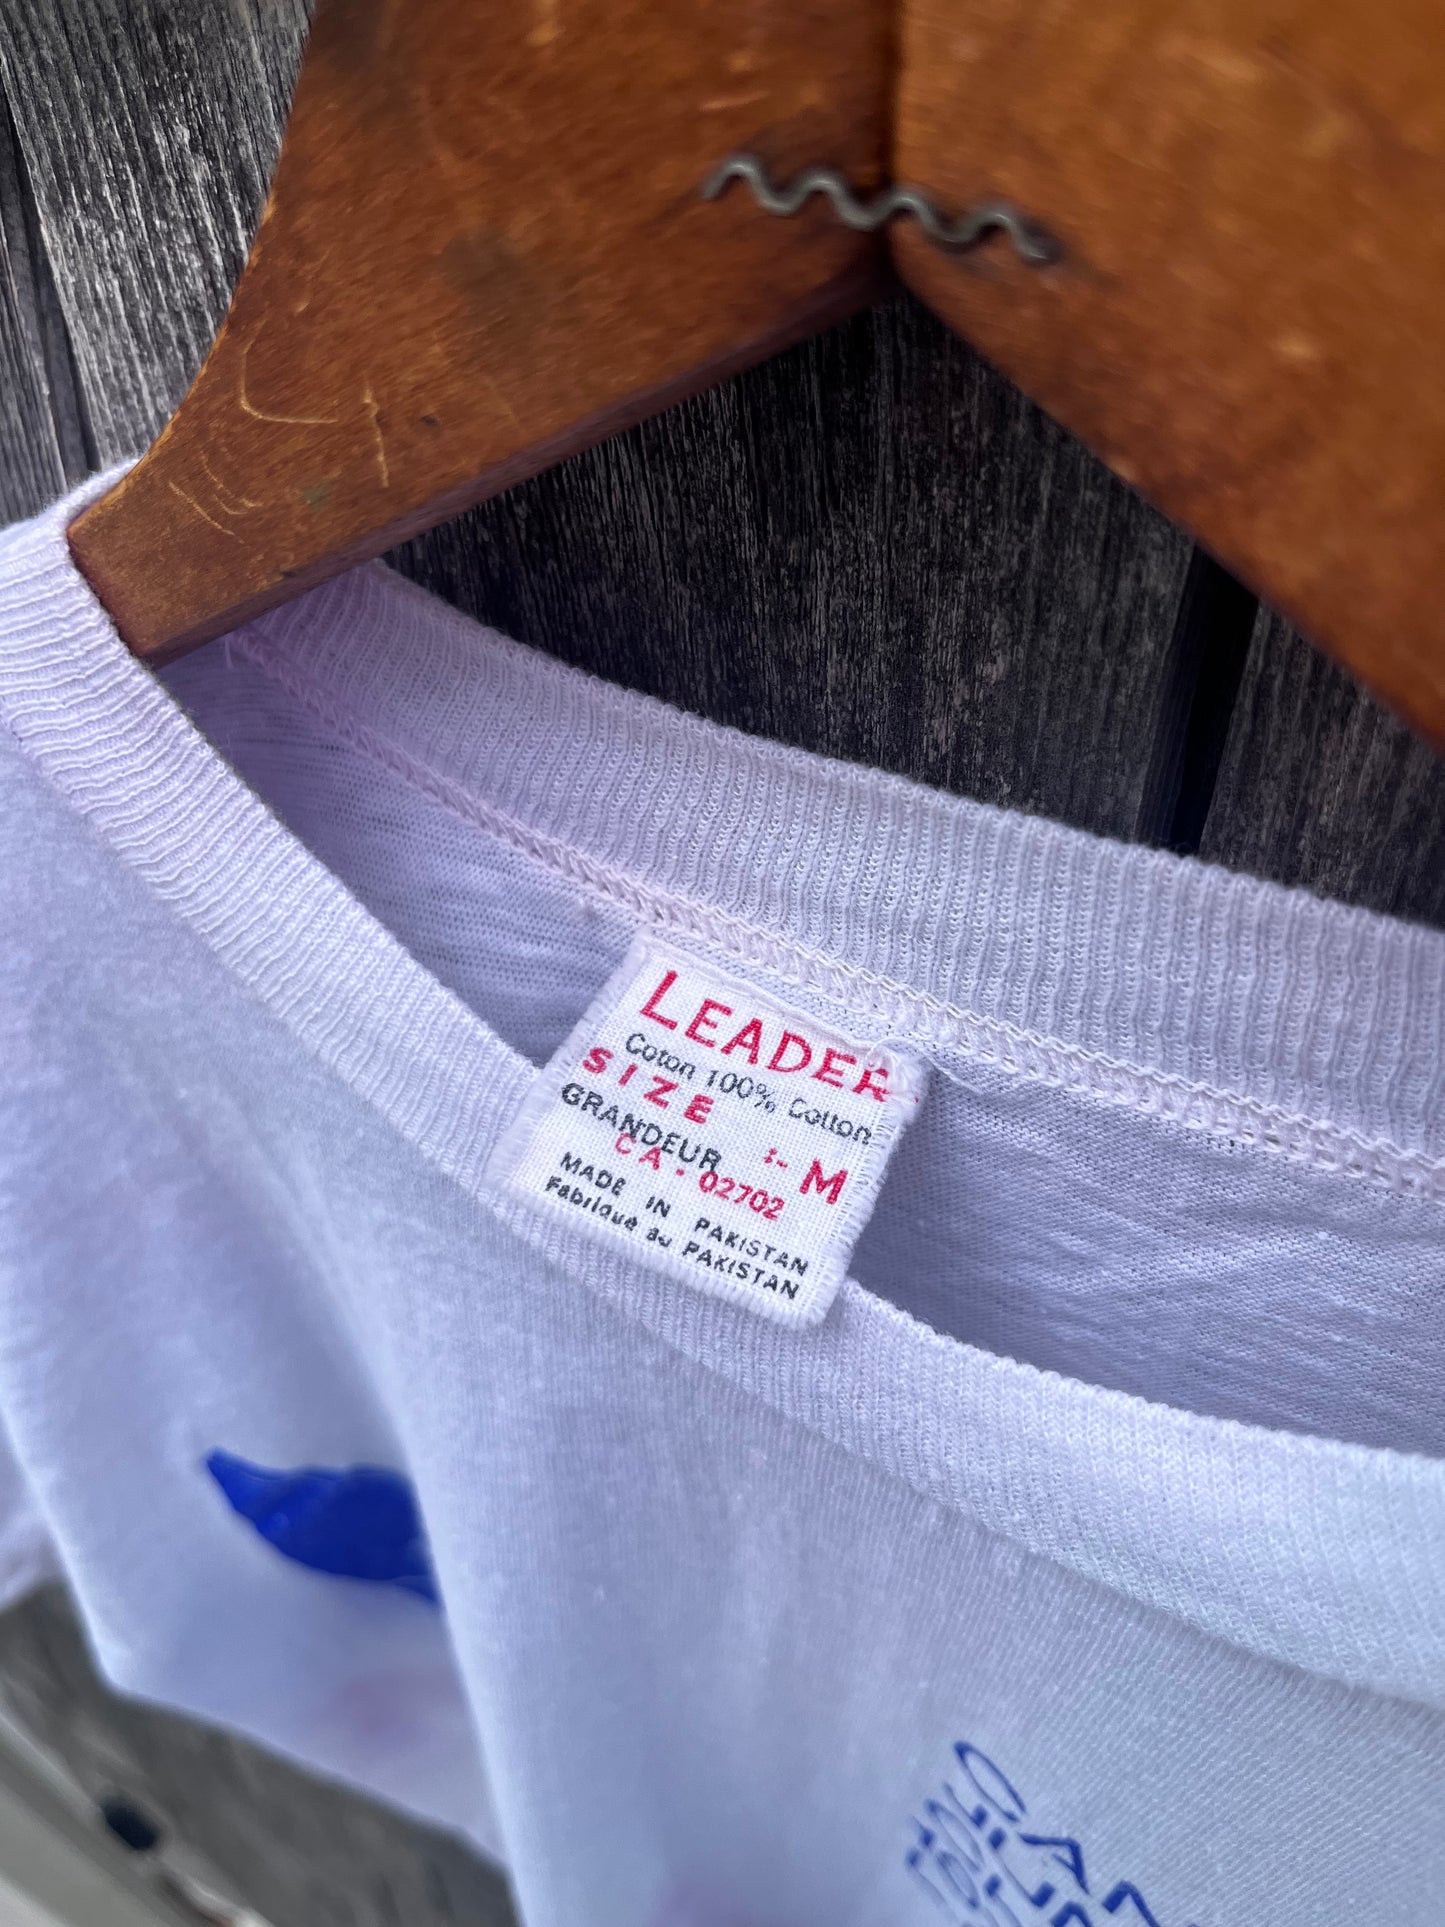 LEADER
Coton 100% Cotton
SIZE
GRANDEUR :- M
CA- 02702
MADE IN PAKISTAN
Fabriqué au PAKISTAN